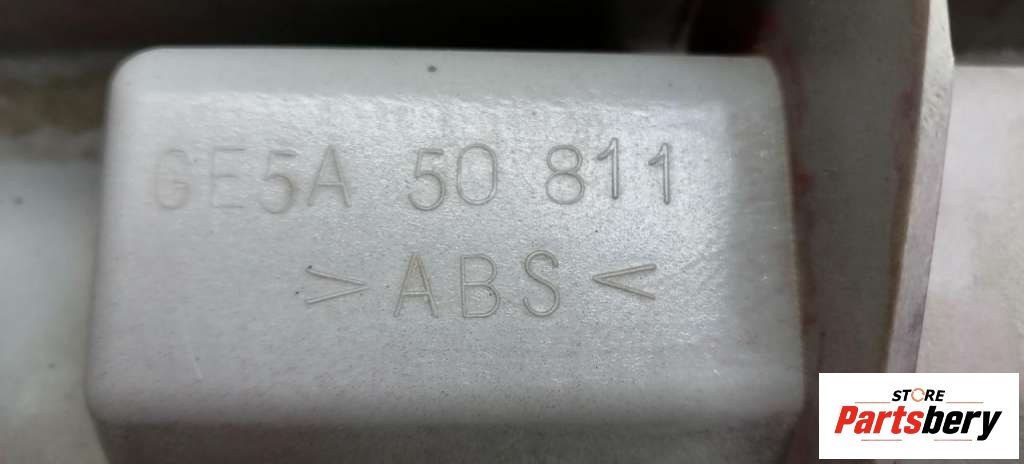 GE5A 50 811
>ABS<
STORE
Partsbery